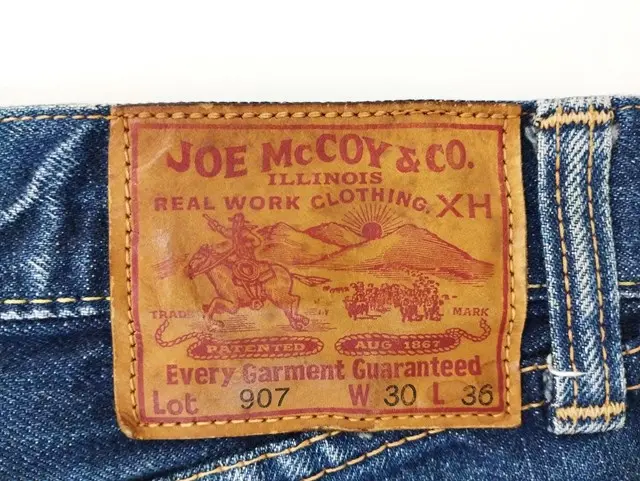 JOE McCOY & CO.
ILLINOIS
REAL WORK CLOTHING. XH
TRADE MARK
PATENTED AUG. 1867
Every Garment Guaranteed
Lot 907 W 30 L 36